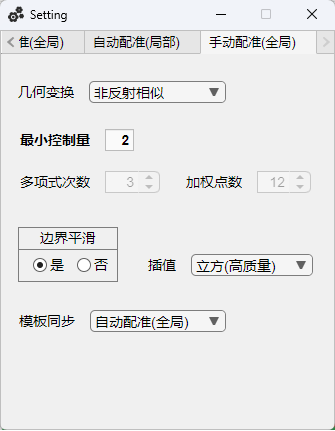 Setting
准(全局) 自动配准(局部) 手动配准(全局)
几何变换 非反射相似
最小控制量 2
多项式次数 3 加权点数 12
边界平滑
是 否 插值 立方(高质量)
模板同步 自动配准(全局)